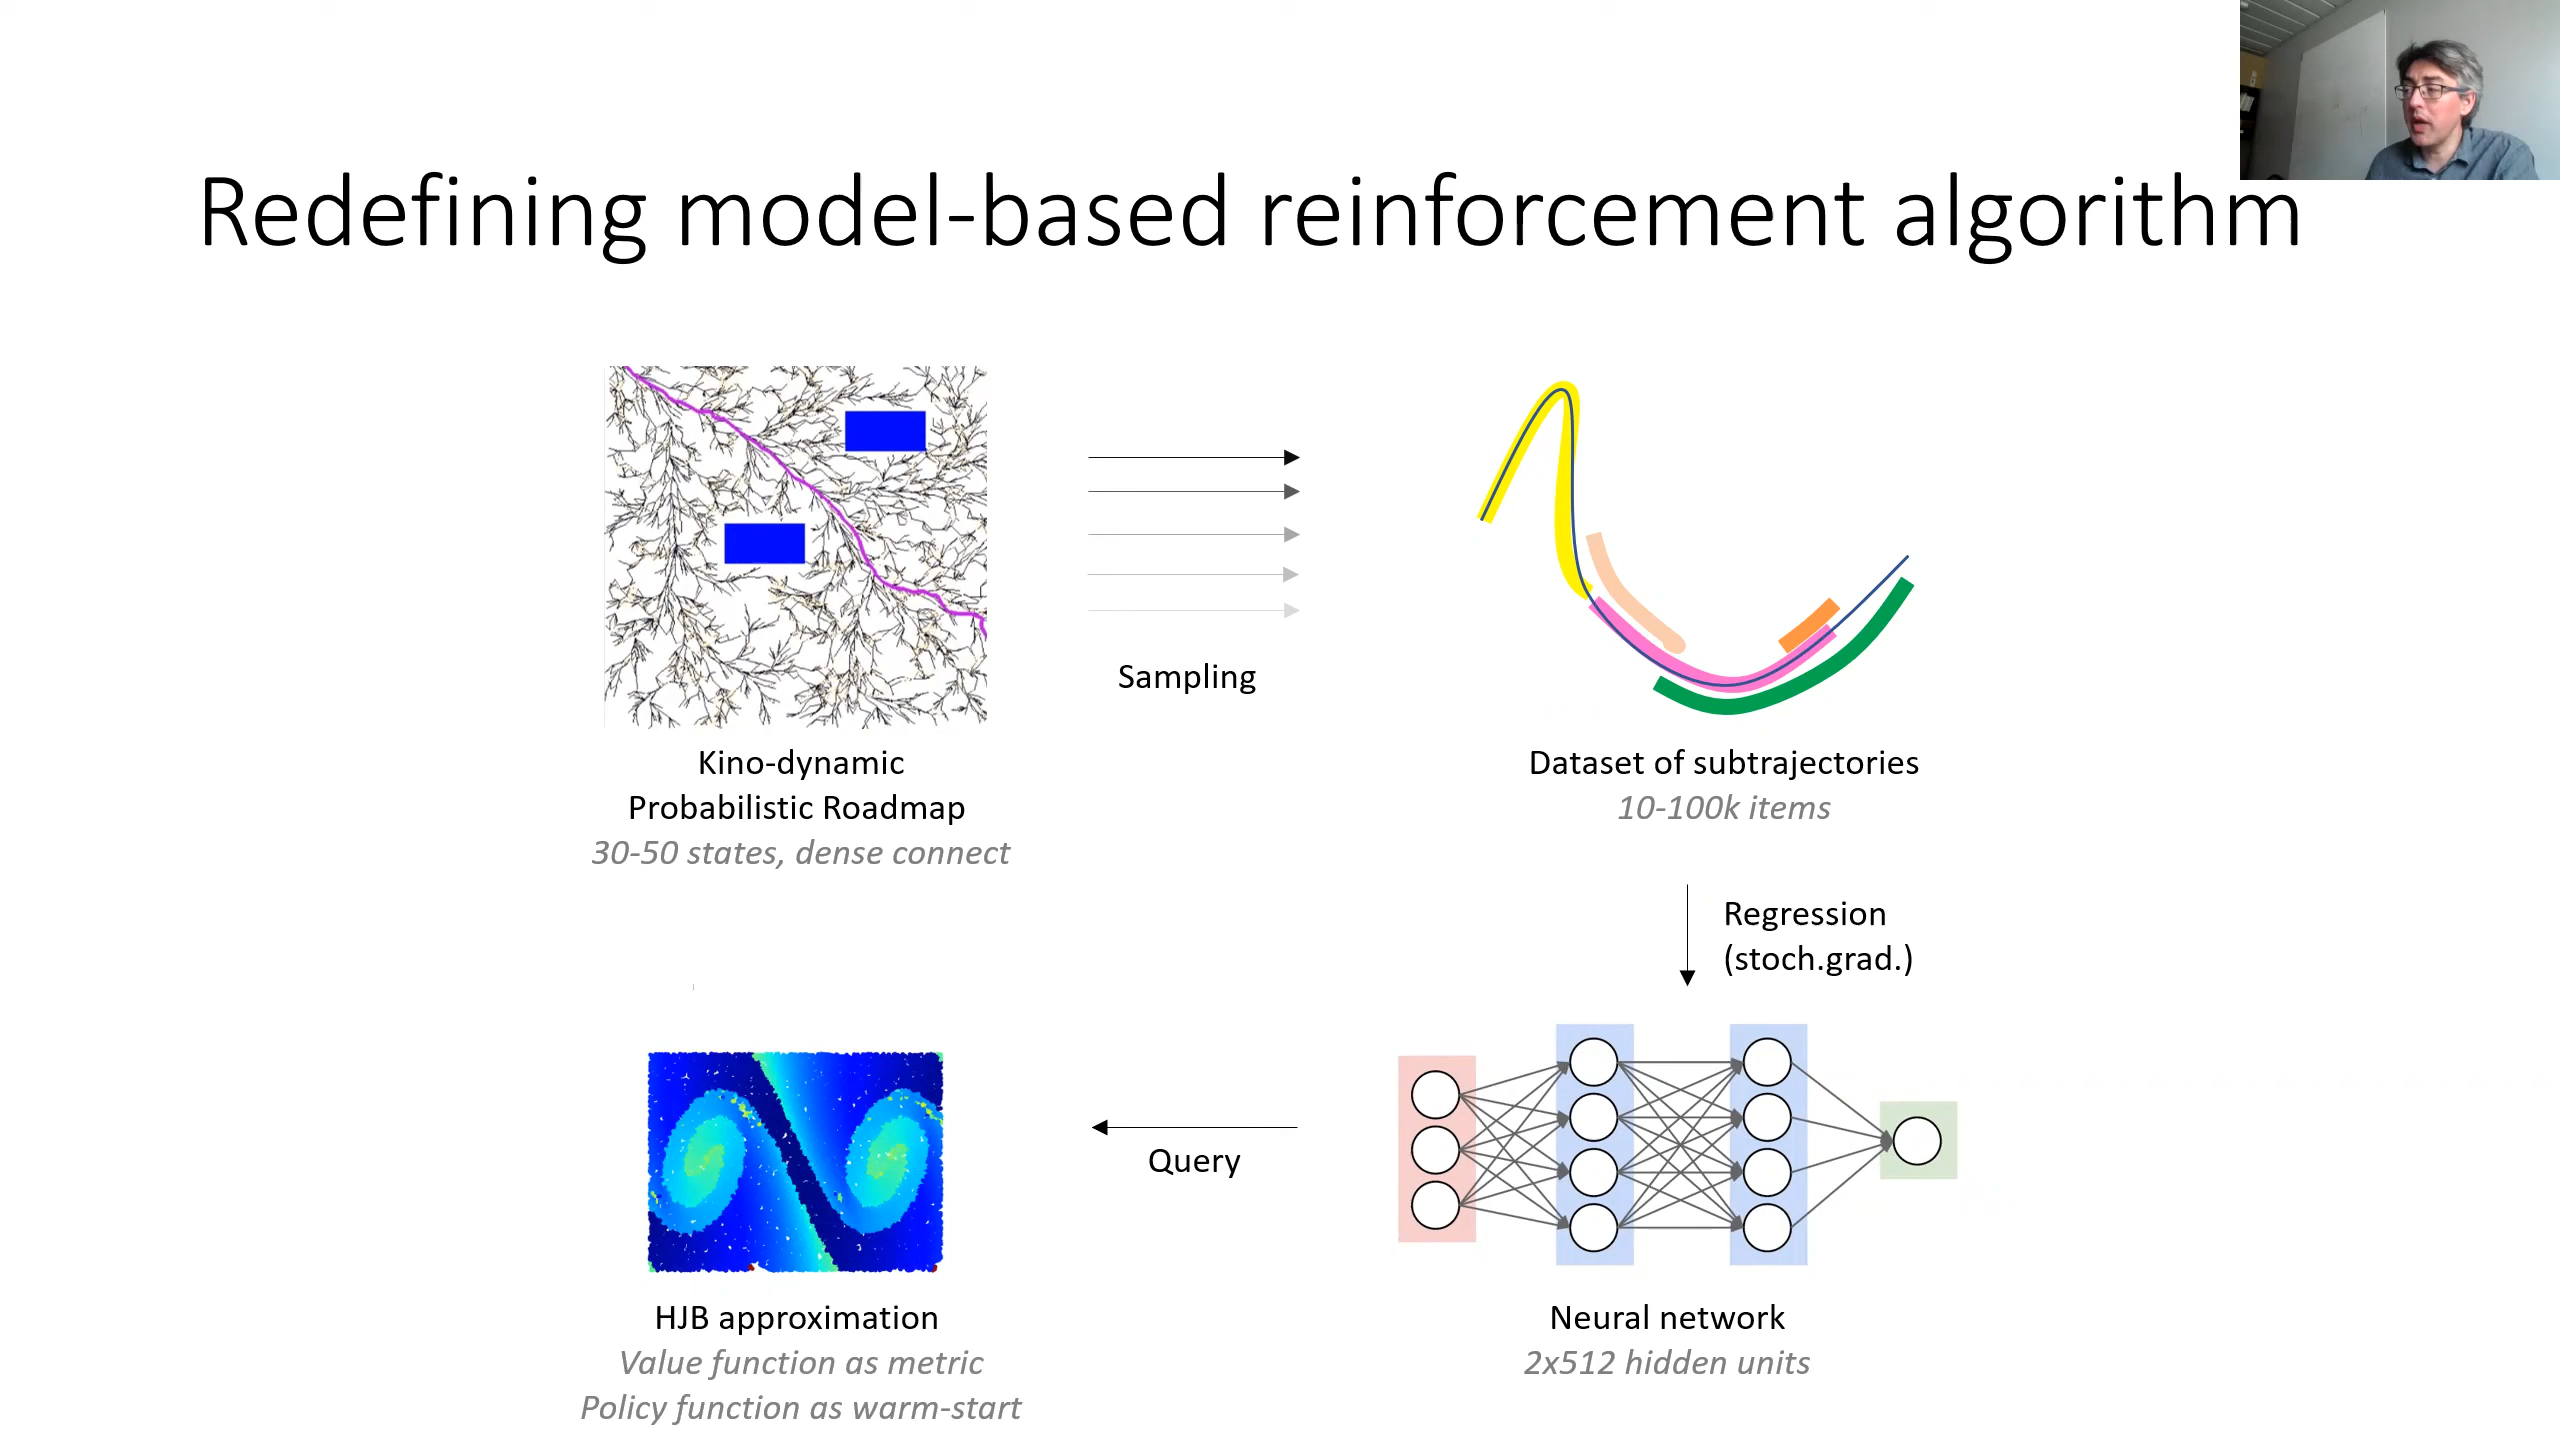 Redefining model-based reinforcement algorithm
Sampling
Kino-dynamic
Probabilistic Roadmap
30-50 states, dense connect
Dataset of subtrajectories
10-100k items
Regression
(stoch.grad.)
Query
HJB approximation
Value function as metric
Policy function as warm-start
Neural network
2x512 hidden units